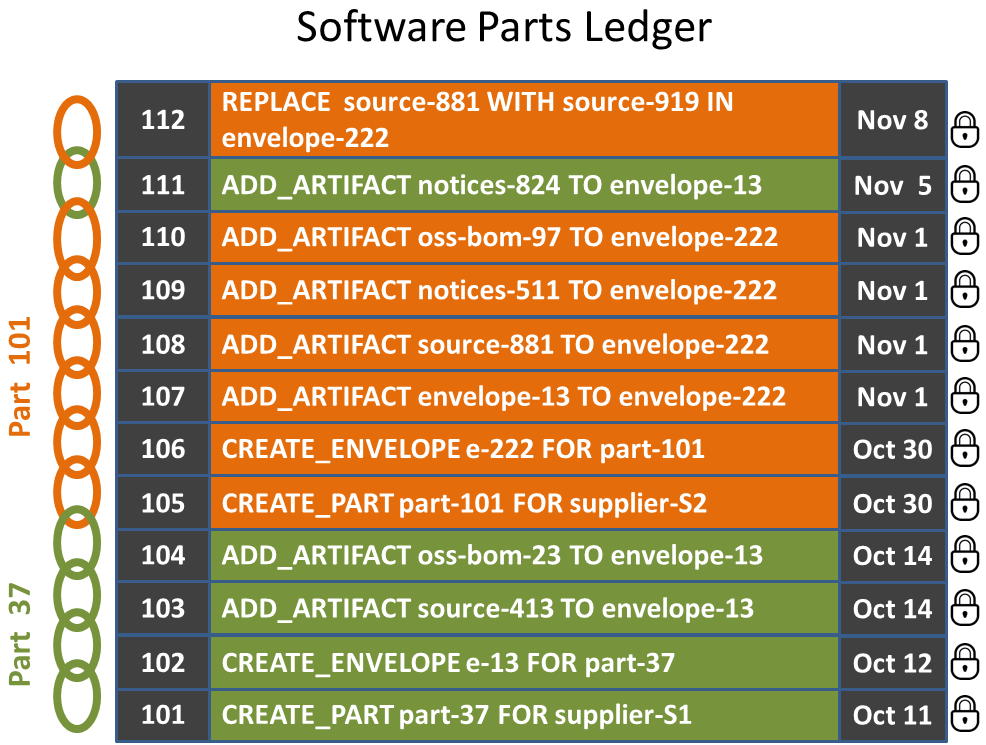 Software Parts Ledger
112 REPLACE source-881 WITH source-919 IN envelope-222 Nov 8
111 ADD_ARTIFACT notices-824 TO envelope-13 Nov 5
110 ADD_ARTIFACT oss-bom-97 TO envelope-222 Nov 1
109 ADD_ARTIFACT notices-511 TO envelope-222 Nov 1
108 ADD_ARTIFACT source-881 TO envelope-222 Nov 1
107 ADD_ARTIFACT envelope-13 TO envelope-222 Nov 1
106 CREATE_ENVELOPE e-222 FOR part-101 Oct 30
105 CREATE_PART part-101 FOR supplier-S2 Oct 30
104 ADD_ARTIFACT oss-bom-23 TO envelope-13 Oct 14
103 ADD_ARTIFACT source-413 TO envelope-13 Oct 14
102 CREATE_ENVELOPE e-13 FOR part-37 Oct 12
101 CREATE_PART part-37 FOR supplier-S1 Oct 11
Part 101
Part 37